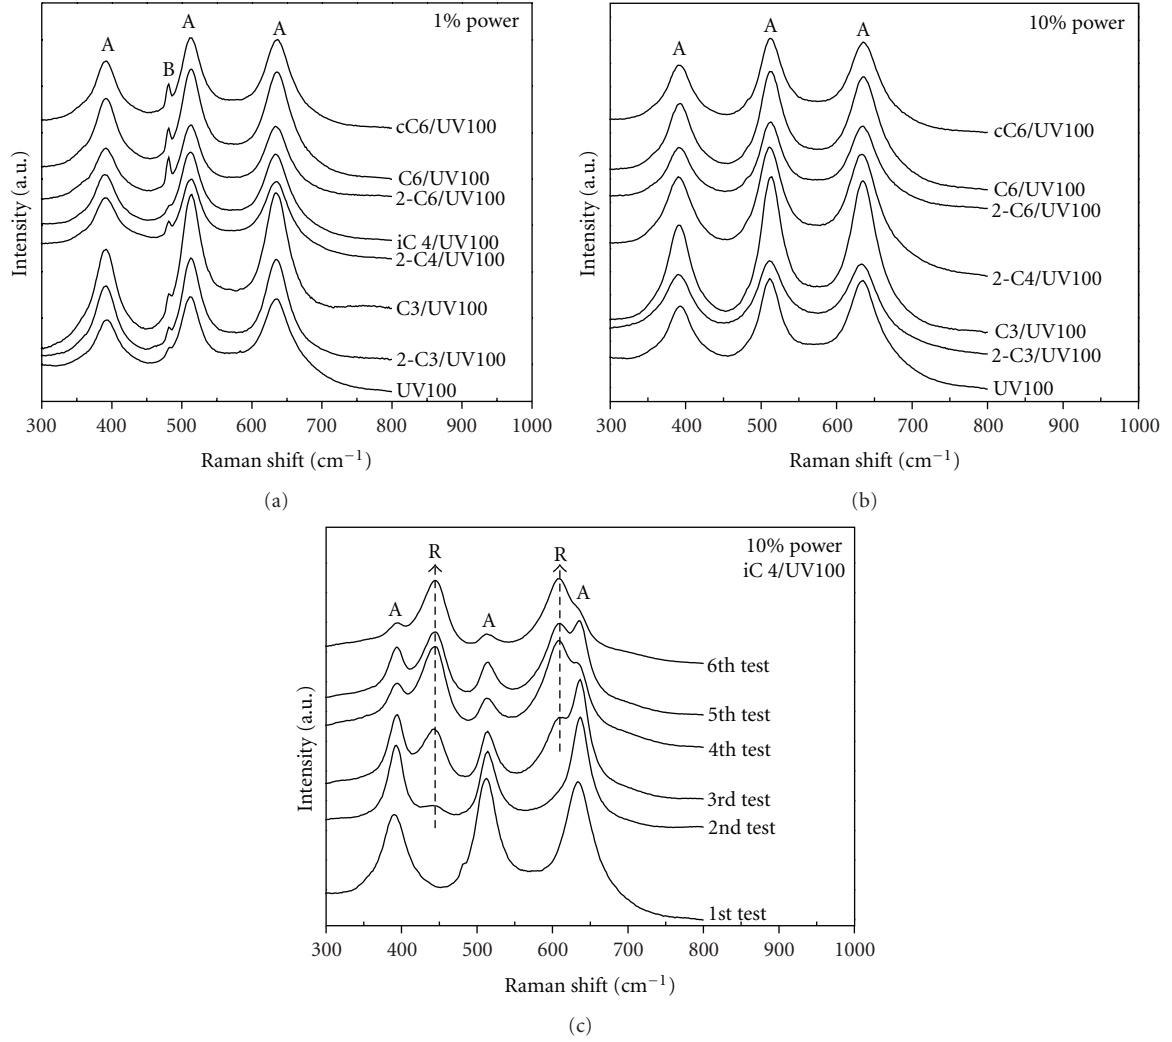 1% power
A
B
A
A
cC6/UV100
C6/UV100
2-C6/UV100
iC 4/UV100
2-C4/UV100
C3/UV100
2-C3/UV100
UV100
Intensity (a.u.)
300 400 500 600 700 800 900 1000
Raman shift (cm−1)
(a)
10% power
A
A
A
cC6/UV100
C6/UV100
2-C6/UV100
2-C4/UV100
C3/UV100
2-C3/UV100
UV100
Intensity (a.u.)
300 400 500 600 700 800 900 1000
Raman shift (cm−1)
(b)
10% power
iC 4/UV100
A
R
A
R
A
6th test
5th test
4th test
3rd test
2nd test
1st test
Intensity (a.u.)
300 400 500 600 700 800 900 1000
Raman shift (cm−1)
(c)